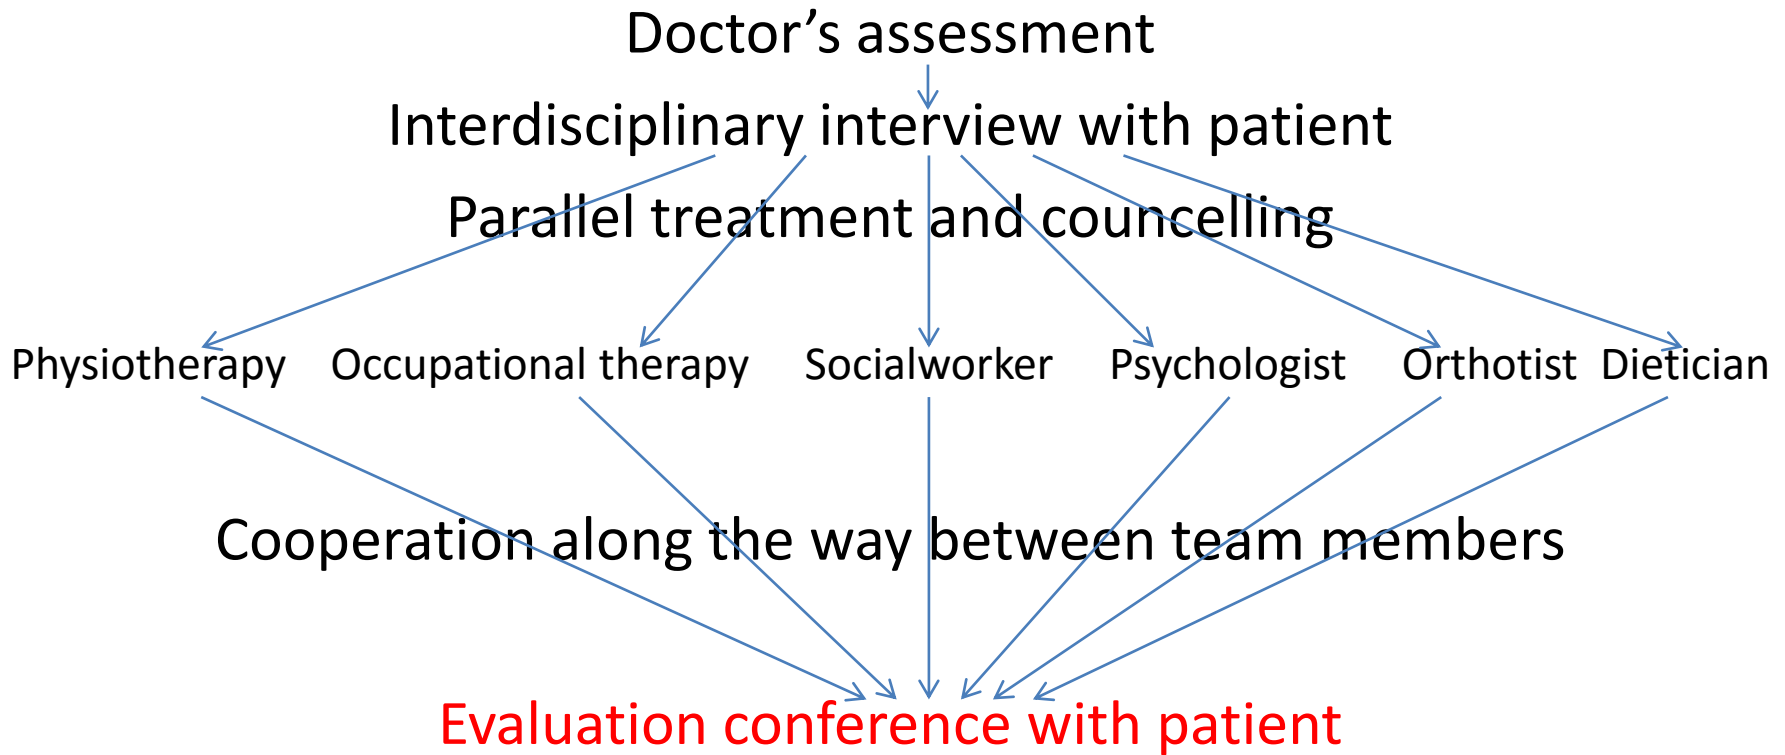 Doctor’s assessment
Interdisciplinary interview with patient
Parallel treatment and councelling
Physiotherapy Occupational therapy Socialworker Psychologist Orthotist Dietician
Cooperation along the way between team members
Evaluation conference with patient